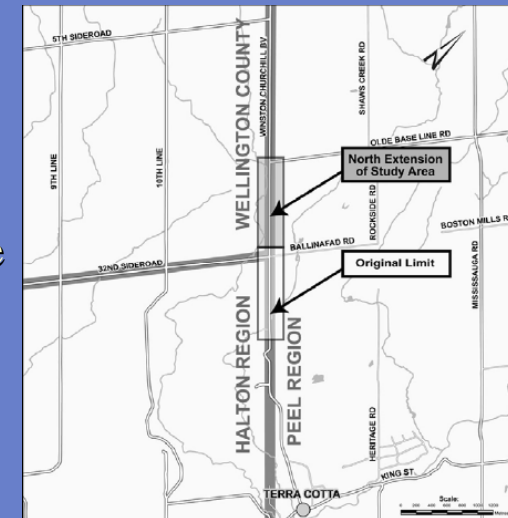 5TH SIDEROAD
WELLINGTON COUNTY
WINSTON CHURCHILL BV
SHAWS CREEK RD
9TH LINE
10TH LINE
OLDE BASE LINE RD
North Extension
of Study Area
ROCKSIDE RD
BOSTON MILLS R
BALLINAFAD RD
32ND SIDEROAD
MISSISSAUGA RD
Original Limit
HALTON REGION
PEEL REGION
HERITAGE RD
KING ST.
TERRA COTTA
Scale:
e